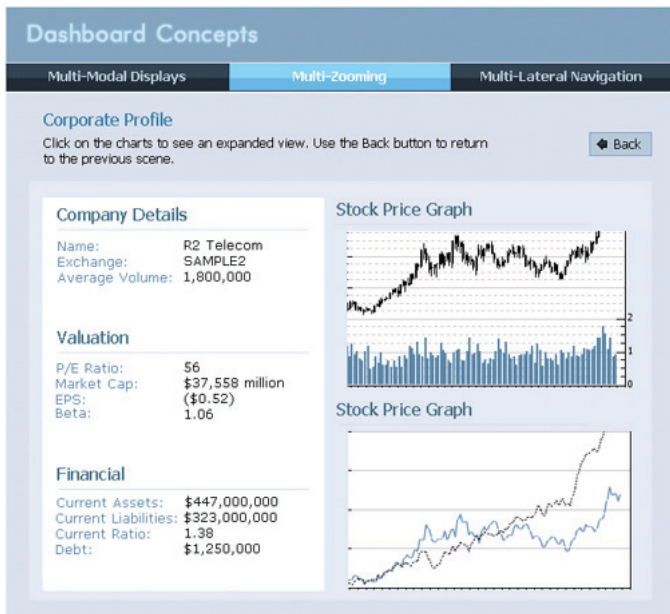 Dashboard Concepts
Multi-Modal Displays Multi-Zooming Multi-Lateral Navigation
Corporate Profile
Click on the charts to see an expanded view. Use the Back button to return
to the previous scene.
Back
Company Details
Name: R2 Telecom
Exchange: SAMPLE2
Average Volume: 1,800,000
Valuation
P/E Ratio: 56
Market Cap: $37,558 million
EPS: ($0.52)
Beta: 1.06
Financial
Current Assets: $447,000,000
Current Liabilities: $323,000,000
Current Ratio: 1.38
Debt: $1,250,000
Stock Price Graph
2
1
0
Stock Price Graph